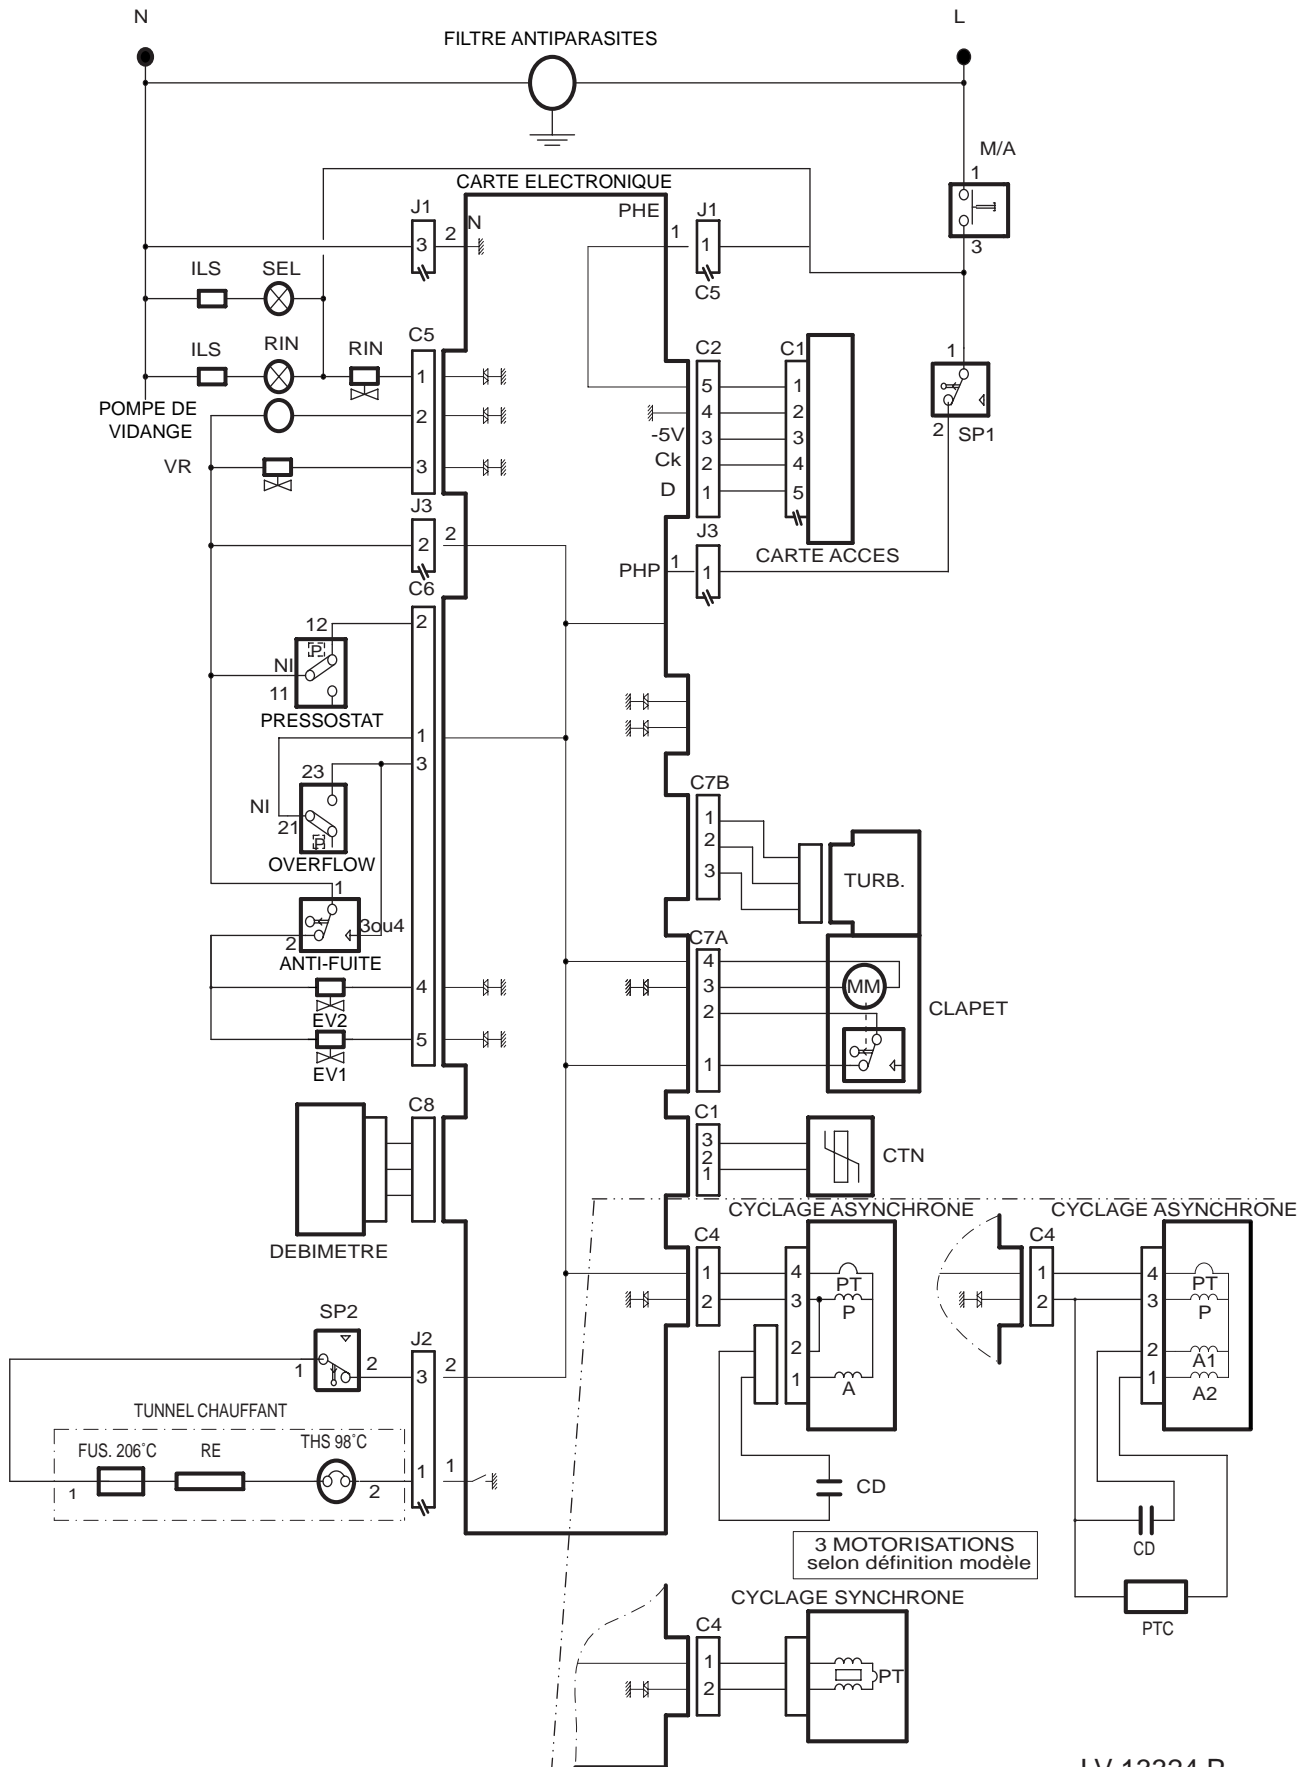 N
L
FILTRE ANTIPARASITES
M/A
1
3
CARTE ELECTRONIQUE
J1
3
2
N
PHE
1
J1
1
C5
ILS
SEL
ILS
RIN
RIN
C5
1
2
3
POMPE DE
VIDANGE
VR
C2
5
4
3
2
1
-5V
Ck
D
C1
1
2
3
4
5
CARTE ACCES
1
2
SP1
J3
2
2
PHP
1
J3
1
C6
2
1
3
4
5
12
P
NI
11
PRESSOSTAT
23
NI
21
P
OVERFLOW
1
2
3ou4
ANTI-FUITE
EV2
EV1
C7B
1
2
3
TURB.
C7A
4
3
2
1
MM
CLAPET
C8
DEBIMETRE
C1
3
2
1
CTN
CYCLAGE ASYNCHRONE
C4
1
2
4
3
2
1
PT
P
A
CD
CYCLAGE ASYNCHRONE
C4
1
2
4
3
2
1
PT
P
A1
A2
CD
PTC
SP2
1
2
J2
3
2
1
1
TUNNEL CHAUFFANT
FUS. 206°C
RE
THS 98°C
1
2
3 MOTORISATIONS
selon définition modèle
CYCLAGE SYNCHRONE
C4
1
2
PT